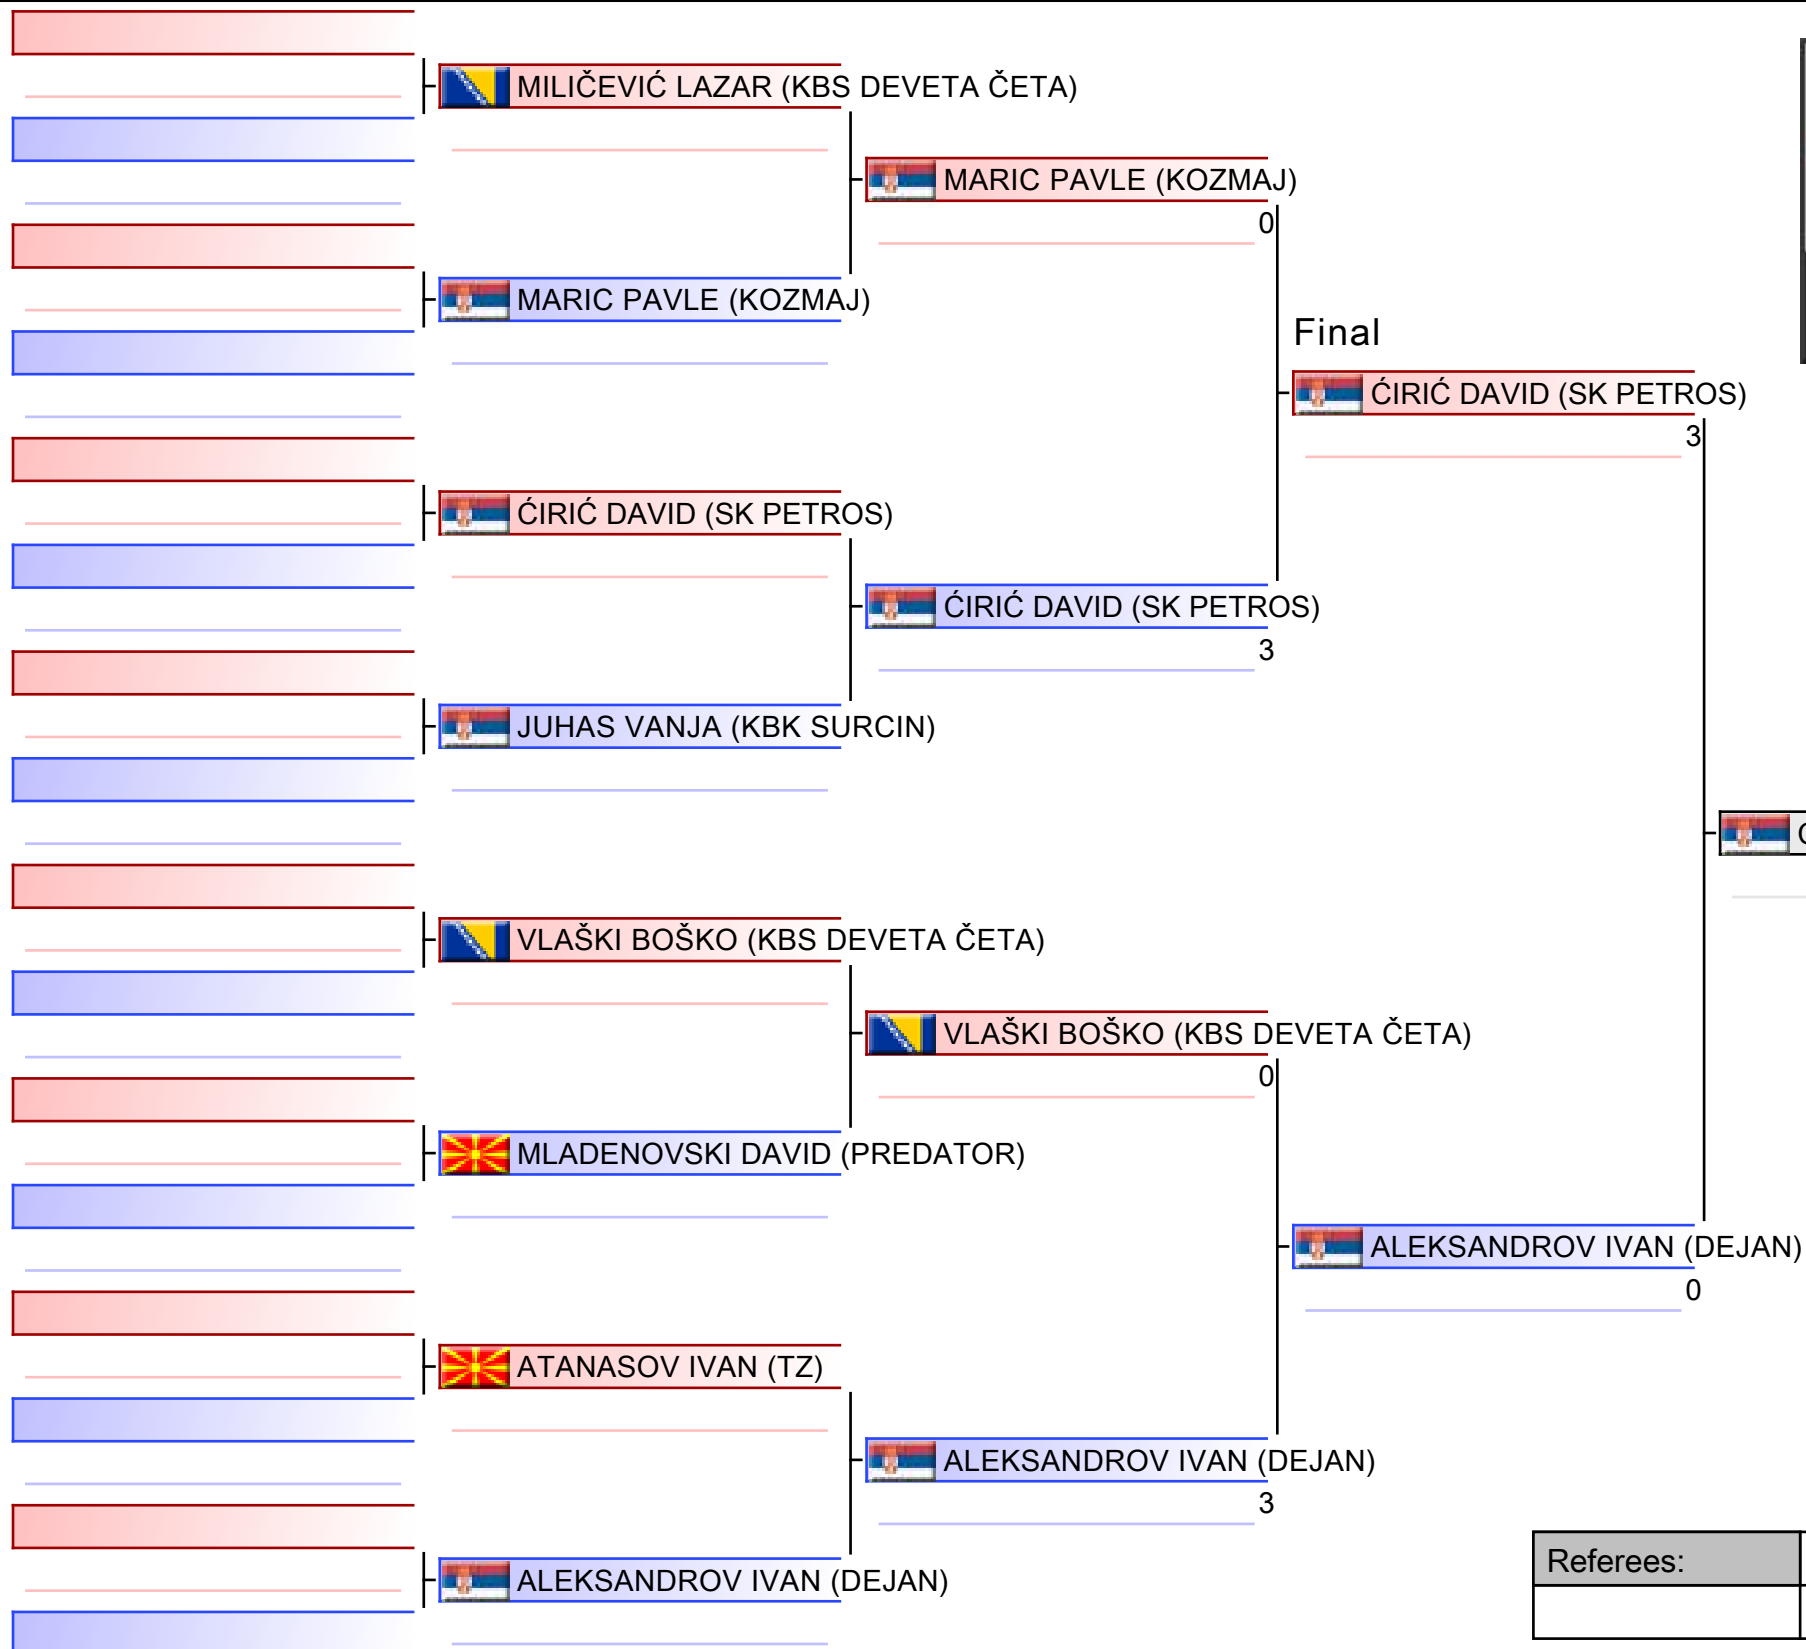 MILIČEVIĆ LAZAR (KBS DEVETA ČETA)
MARIC PAVLE (KOZMAJ)
0
MARIC PAVLE (KOZMAJ)
Final
ĆIRIĆ DAVID (SK PETROS)
3
ĆIRIĆ DAVID (SK PETROS)
ĆIRIĆ DAVID (SK PETROS)
3
JUHAS VANJA (KBK SURCIN)
VLAŠKI BOŠKO (KBS DEVETA ČETA)
VLAŠKI BOŠKO (KBS DEVETA ČETA)
0
MLADENOVSKI DAVID (PREDATOR)
ALEKSANDROV IVAN (DEJAN)
0
ATANASOV IVAN (TZ)
ALEKSANDROV IVAN (DEJAN)
3
ALEKSANDROV IVAN (DEJAN)
Referees: